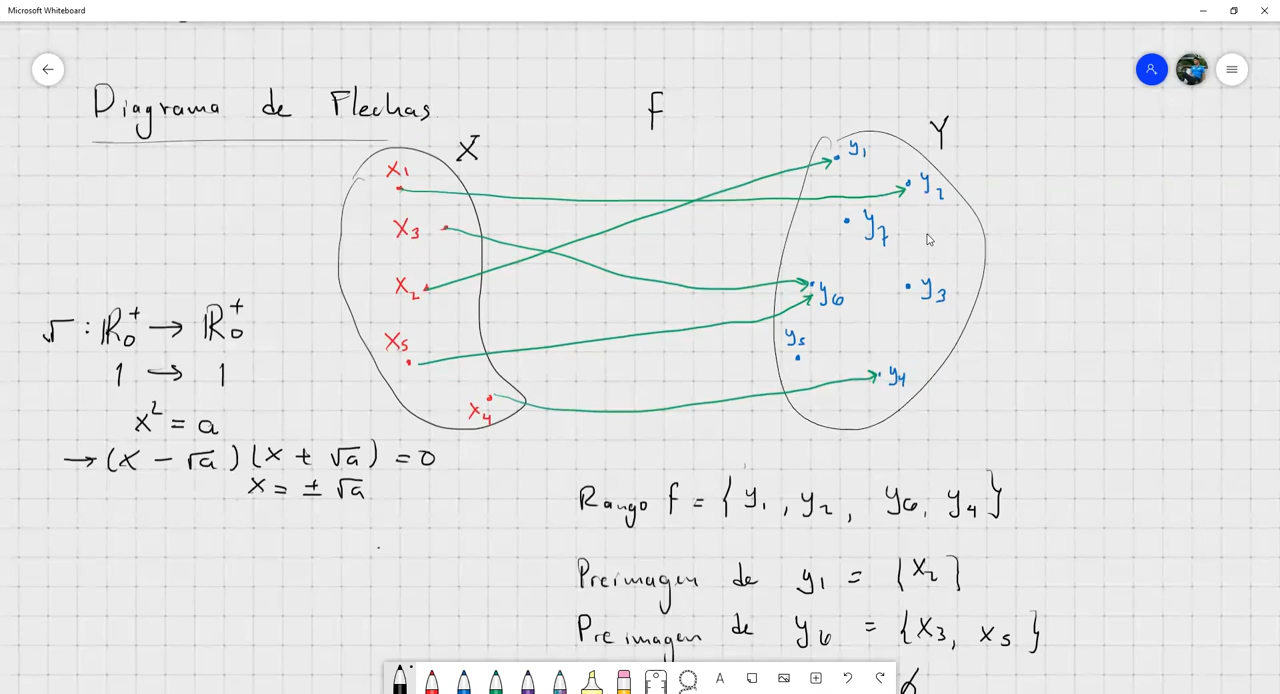 Microsoft Whiteboard
Diagrama de Flechas
f
X
Y
x1
x3
x2
x5
x4
y1
y2
y7
y6
y3
y5
y4
√ : ℝ₀⁺ → ℝ₀⁺
1 → 1
x² = a
→ (x - √a) (x + √a) = 0
x = ± √a
Rango f = { y1, y2, y6, y4 }
Preimagen de y1 = { x2 }
Preimagen de y6 = { x3, x5 }
A